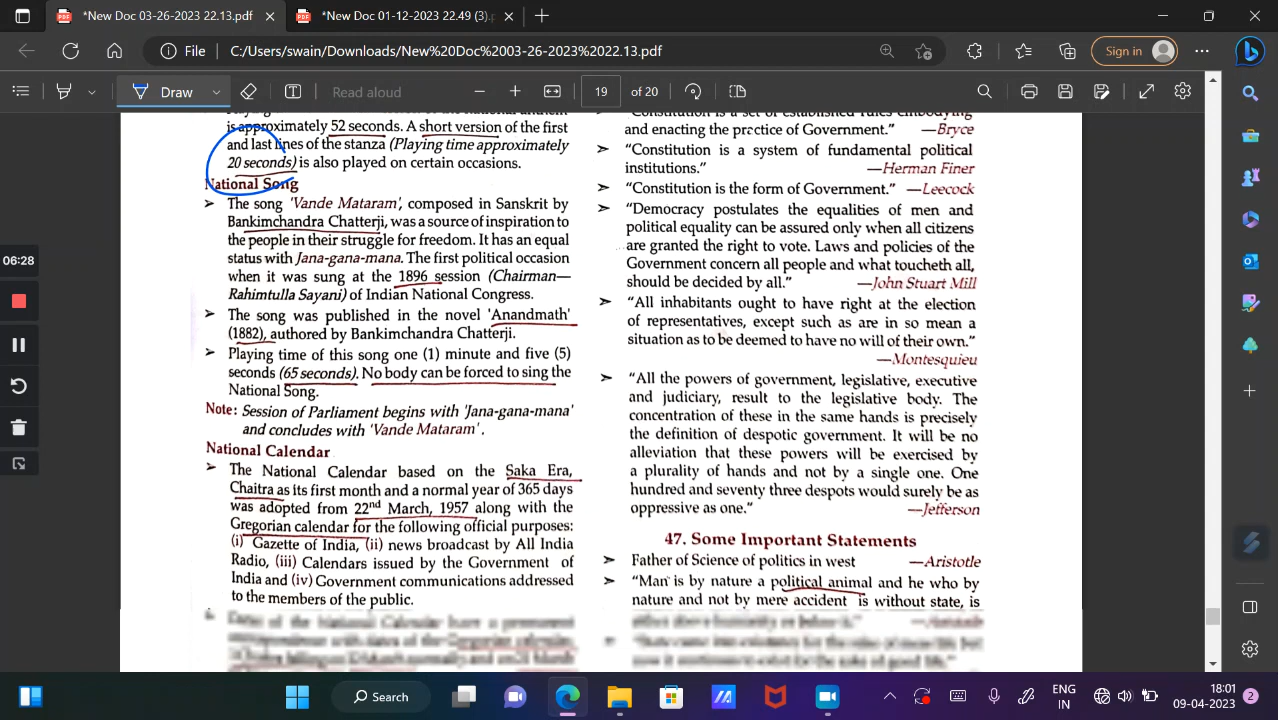 *New Doc 03-26-2023 22.13.pdf
*New Doc 01-12-2023 22.49 (3).p
File
C:/Users/swain/Downloads/New%20Doc%2003-26-2023%2022.13.pdf
Sign in
Draw
Read aloud
19
of 20
is approximately 52 seconds. A short version of the first
and last lines of the stanza (Playing time approximately
20 seconds) is also played on certain occasions.
National Song
➢ The song 'Vande Mataram', composed in Sanskrit by
Bankimchandra Chatterji, was a source of inspiration to
the people in their struggle for freedom. It has an equal
status with Jana-gana-mana. The first political occasion
when it was sung at the 1896 session (Chairman—
Rahimtulla Sayani) of Indian National Congress.
➢ The song was published in the novel 'Anandmath'
(1882), authored by Bankimchandra Chatterji.
➢ Playing time of this song one (1) minute and five (5)
seconds (65 seconds). No body can be forced to sing the
National Song.
Note: Session of Parliament begins with 'Jana-gana-mana'
and concludes with 'Vande Mataram'.
National Calendar
➢ The National Calendar based on the Saka Era,
Chaitra as its first month and a normal year of 365 days
was adopted from 22nd March, 1957 along with the
Gregorian calendar for the following official purposes:
(i) Gazette of India, (ii) news broadcast by All India
Radio, (iii) Calendars issued by the Government of
India and (iv) Government communications addressed
to the members of the public.
"Constitution is a set of established rules embodying
and enacting the practice of Government." —Bryce
➢ "Constitution is a system of fundamental political
institutions." —Herman Finer
➢ "Constitution is the form of Government." —Leecock
➢ "Democracy postulates the equalities of men and
political equality can be assured only when all citizens
are granted the right to vote. Laws and policies of the
Government concern all people and what toucheth all,
should be decided by all." —John Stuart Mill
➢ "All inhabitants ought to have right at the election
of representatives, except such as are in so mean a
situation as to be deemed to have no will of their own."
—Montesquieu
➢ "All the powers of government, legislative, executive
and judiciary, result to the legislative body. The
concentration of these in the same hands is precisely
the definition of despotic government. It will be no
alleviation that these powers will be exercised by
a plurality of hands and not by a single one. One
hundred and seventy three despots would surely be as
oppressive as one." —Jefferson
47. Some Important Statements
➢ Father of Science of politics in west —Aristotle
➢ "Man is by nature a political animal and he who by
nature and not by mere accident is without state, is
06:28
Search
ENG
IN
18:01
09-04-2023
2